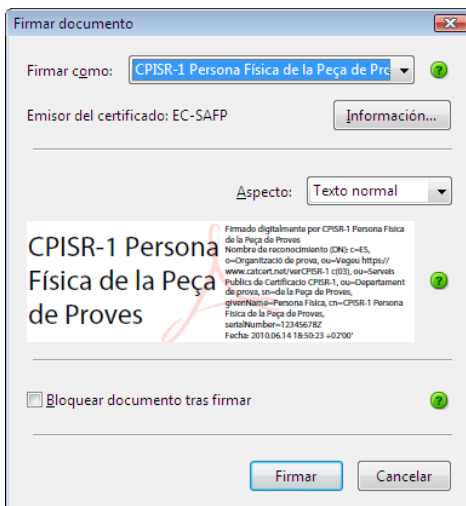 Firmar documento
Firmar como: CPISR-1 Persona Física de la Peça de Prc
Emisor del certificado: EC-SAFP Información...
Aspecto: Texto normal
CPISR-1 Persona
Física de la Peça
de Proves
Firmado digitalmente por CPISR-1 Persona Física
de la Peça de Proves
Nombre de reconocimiento (DN): c=ES,
o=Organització de prova, ou=Vegeu https://
www.catcert.net/verCPISR-1 c(03), ou=Serveis
Publics de Certificacio CPISR-1, ou=Departament
de prova, sn=de la Peça de Proves,
givenName=Persona Física, cn=CPISR-1 Persona
Física de la Peça de Proves,
serialNumber=12345678Z
Fecha: 2010.06.14 18:50:23 +02'00'
Bloquear documento tras firmar
Firmar Cancelar